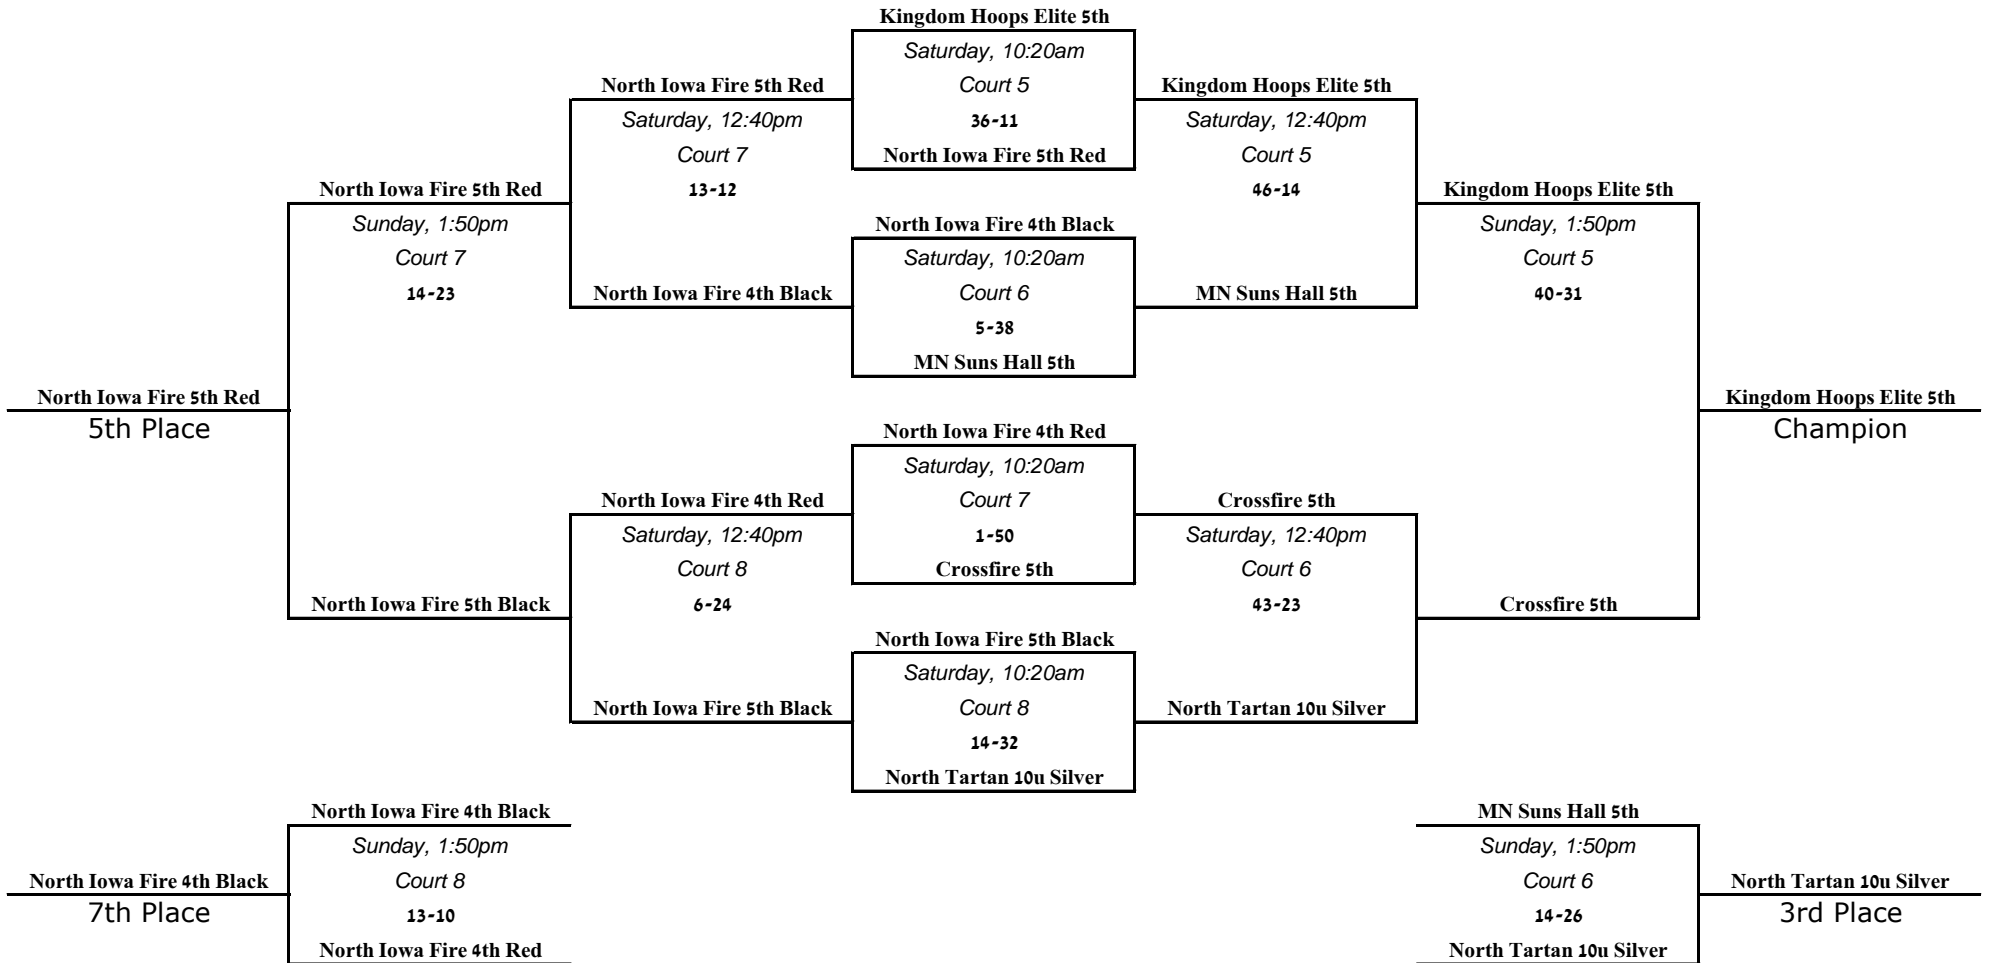 Kingdom Hoops Elite 5th
Saturday, 10:20am
North Iowa Fire 5th Red
Court 5
Kingdom Hoops Elite 5th
Saturday, 12:40pm
36-11
Saturday, 12:40pm
Court 7
North Iowa Fire 5th Red
Court 5
North Iowa Fire 5th Red
13-12
46-14
Kingdom Hoops Elite 5th
Sunday, 1:50pm
North Iowa Fire 4th Black
Sunday, 1:50pm
Court 7
Saturday, 10:20am
Court 5
14-23
North Iowa Fire 4th Black
Court 6
MN Suns Hall 5th
40-31
5-38
MN Suns Hall 5th
North Iowa Fire 5th Red
Kingdom Hoops Elite 5th
5th Place
North Iowa Fire 4th Red
Champion
Saturday, 10:20am
North Iowa Fire 4th Red
Court 7
Crossfire 5th
Saturday, 12:40pm
1-50
Saturday, 12:40pm
Court 8
Crossfire 5th
Court 6
North Iowa Fire 5th Black
6-24
43-23
Crossfire 5th
North Iowa Fire 5th Black
Saturday, 10:20am
North Iowa Fire 5th Black
Court 8
North Tartan 10u Silver
14-32
North Tartan 10u Silver
North Iowa Fire 4th Black
MN Suns Hall 5th
Sunday, 1:50pm
Sunday, 1:50pm
North Iowa Fire 4th Black
Court 8
Court 6
North Tartan 10u Silver
7th Place
13-10
14-26
3rd Place
North Iowa Fire 4th Red
North Tartan 10u Silver